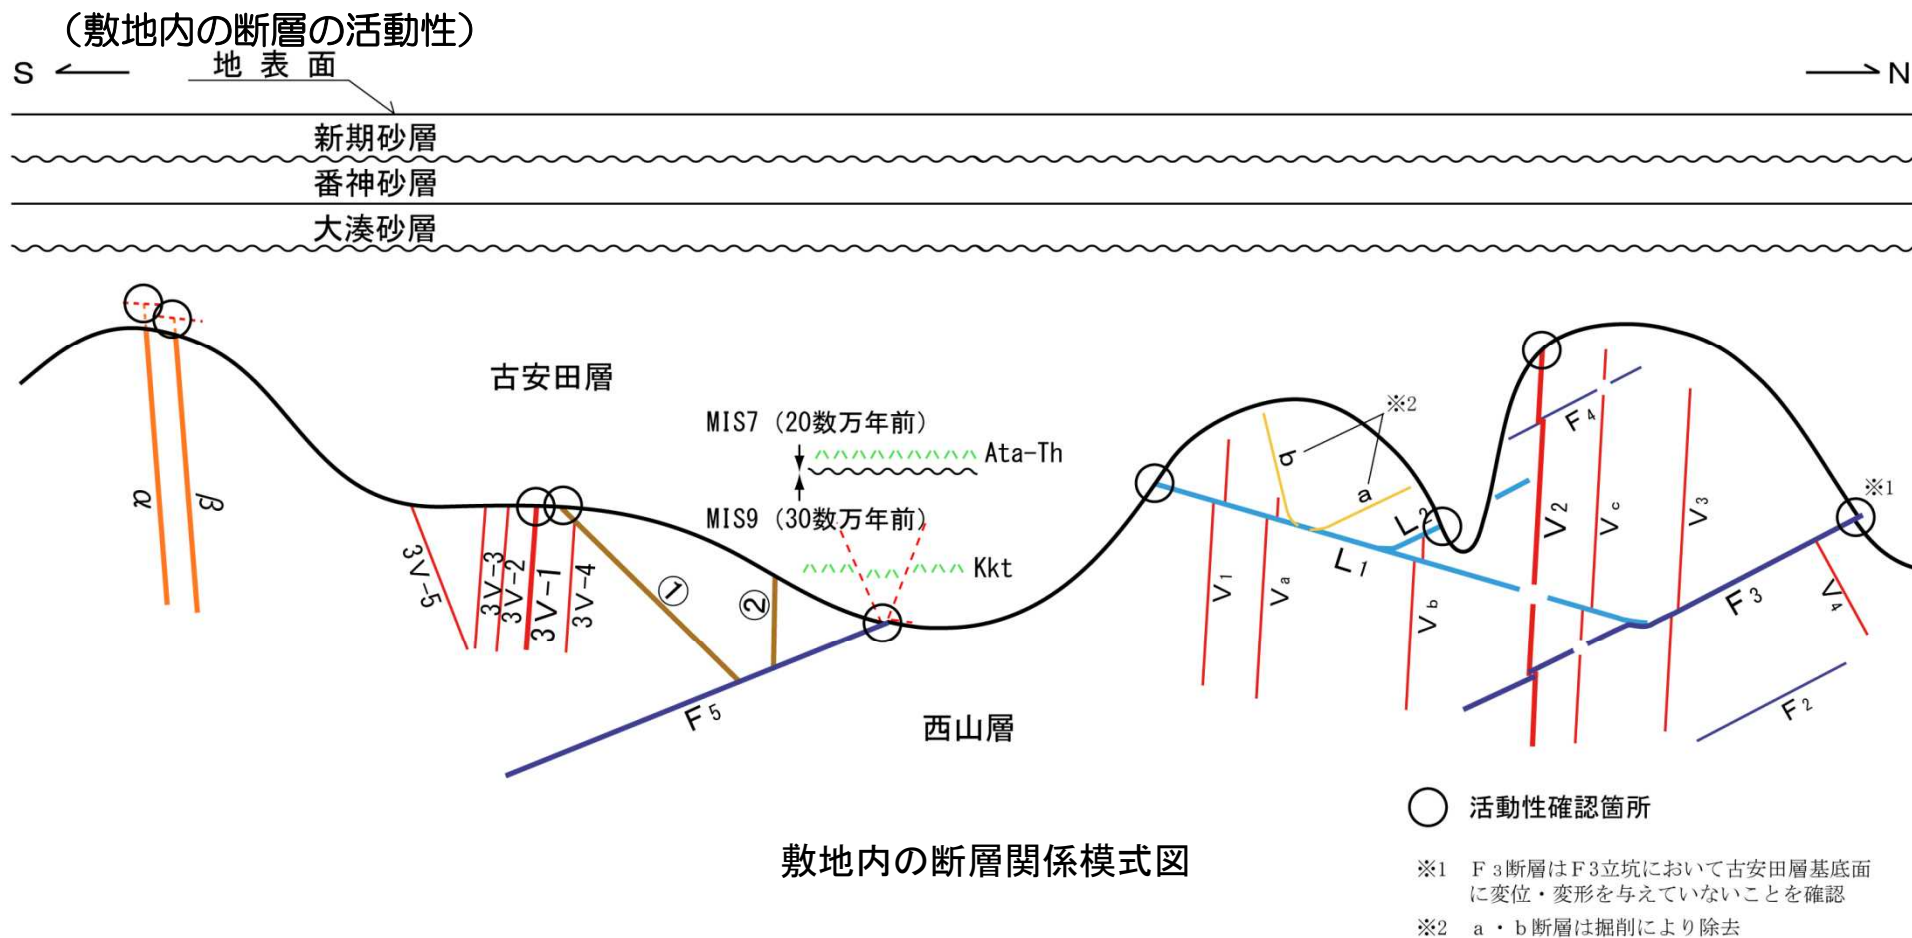 （敷地内の断層の活動性）
S
地表面
N
新期砂層
番神砂層
大湊砂層
古安田層
MIS7（20数万年前）
Ata-Th
MIS9（30数万年前）
Kkt
※2
※1
α
β
3V-5
3V-3
3V-2
3V-1
3V-4
①
②
F5
西山層
b
a
L2
L1
V1
Va
Vb
V2
Vc
V3
F4
F3
V4
F2
活動性確認箇所
敷地内の断層関係模式図
※1 F3断層はF3立坑において古安田層基底面
に変位・変形を与えていないことを確認
※2 a・b断層は掘削により除去